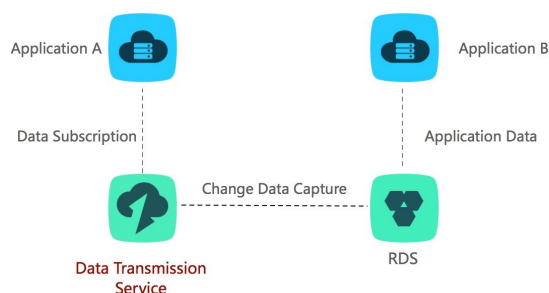 Application A
Application B
Data Subscription
Application Data
Change Data Capture
RDS
Data Transmission
Service